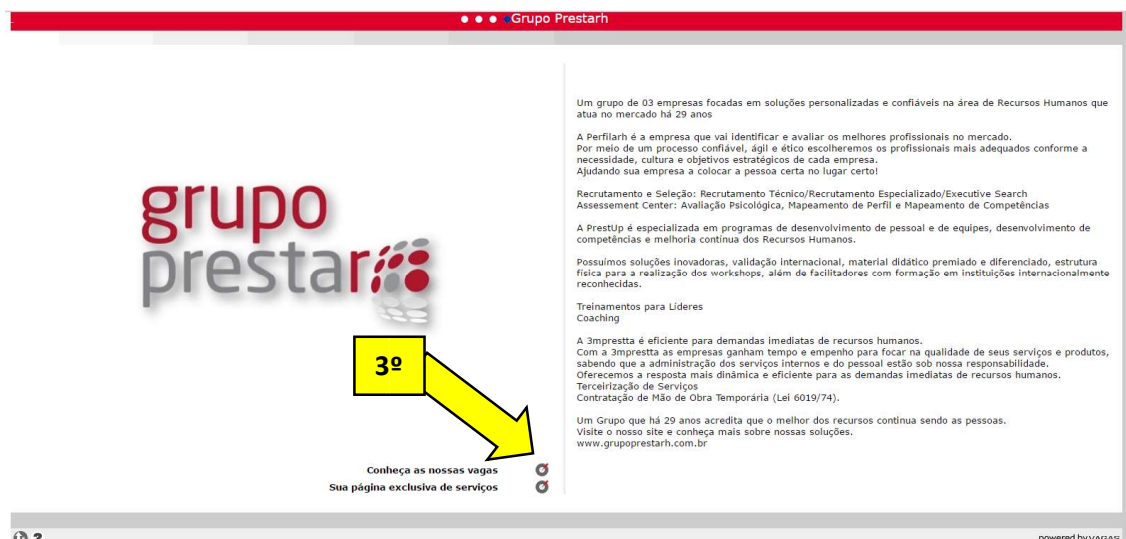 Grupo Prestarh
grupo
prestar
3º
Conheça as nossas vagas
Sua página exclusiva de serviços
Um grupo de 03 empresas focadas em soluções personalizadas e confiáveis na área de Recursos Humanos que
atua no mercado há 29 anos
A Perfilarh é a empresa que vai identificar e avaliar os melhores profissionais no mercado.
Por meio de um processo confiável, ágil e ético escolheremos os profissionais mais adequados conforme a
necessidade, cultura e objetivos estratégicos de cada empresa.
Ajudando sua empresa a colocar a pessoa certa no lugar certo!
Recrutamento e Seleção: Recrutamento Técnico/Recrutamento Especializado/Executive Search
Assessement Center: Avaliação Psicológica, Mapeamento de Perfil e Mapeamento de Competências
A PrestUp é especializada em programas de desenvolvimento de pessoal e de equipes, desenvolvimento de
competências e melhoria continua dos Recursos Humanos.
Possuímos soluções inovadoras, validação internacional, material didático premiado e diferenciado, estrutura
física para a realização dos workshops, além de facilitadores com formação em instituições internacionalmente
reconhecidas.
Treinamentos para Líderes
Coaching
A 3mprestta é eficiente para demandas imediatas de recursos humanos.
Com a 3mprestta as empresas ganham tempo e empenho para focar na qualidade de seus serviços e produtos,
sabendo que a administração dos serviços internos e do pessoal estão sob nossa responsabilidade.
Oferecemos a resposta mais dinâmica e eficiente para as demandas imediatas de recursos humanos.
Terceirização de Serviços
Contratação de Mão de Obra Temporária (Lei 6019/74).
Um Grupo que há 29 anos acredita que o melhor dos recursos continua sendo as pessoas.
Visite o nosso site e conheça mais sobre nossas soluções.
www.grupoprestarh.com.br
?
powered by VAGAS